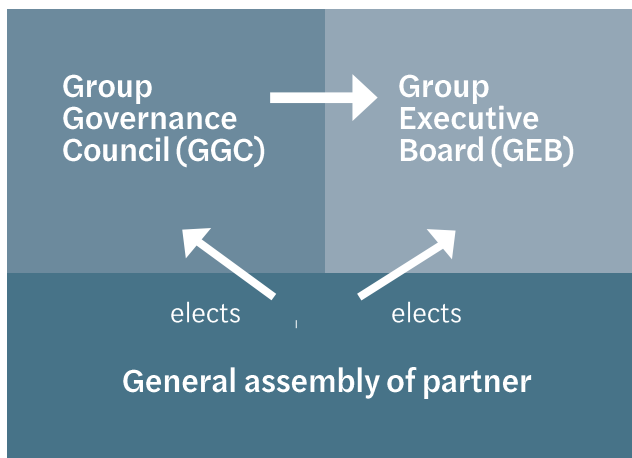 Group
Governance
Council (GGC)
Group
Executive
Board (GEB)
elects
elects
General assembly of partner